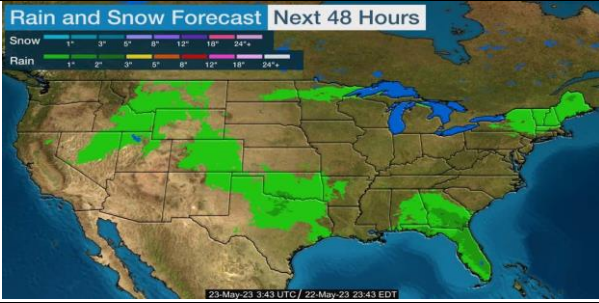 Rain and Snow Forecast Next 48 Hours
Snow 1" 3" 5" 8" 12" 18" 24"+
Rain 1" 2" 3" 5" 8" 12" 18" 24"+
23-May-23 3:43 UTC / 22-May-23 23:43 EDT